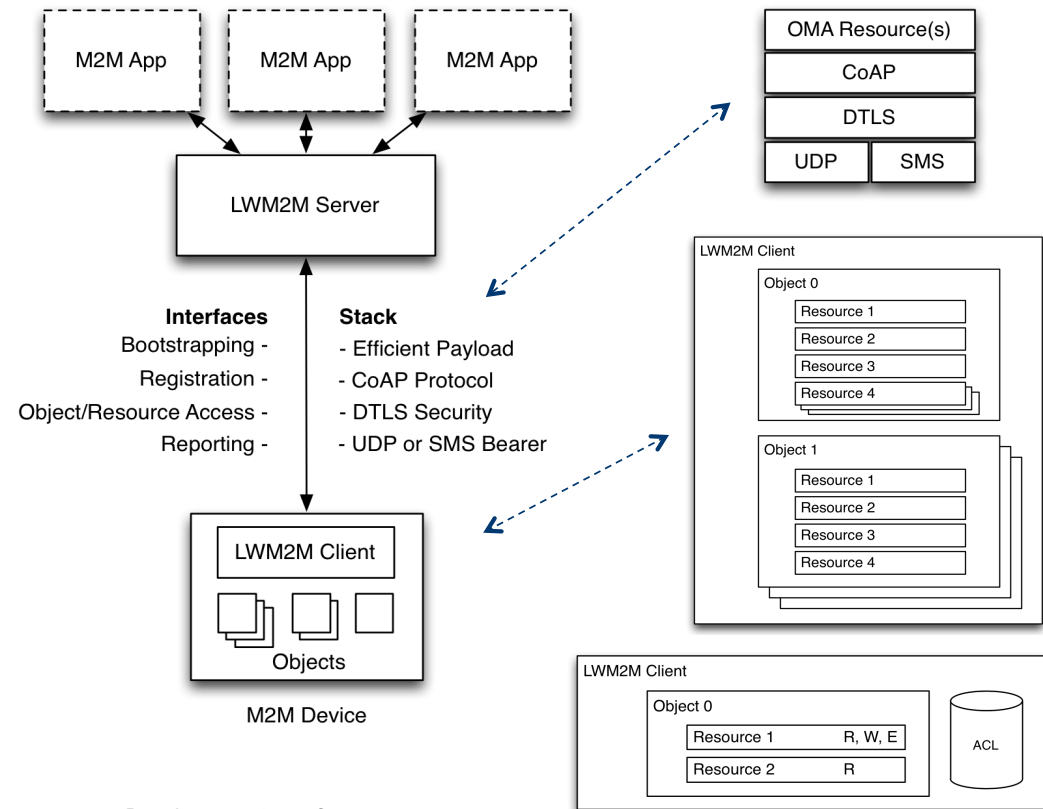 M2M App
M2M App
M2M App
LWM2M Server
Interfaces
Bootstrapping -
Registration -
Object/Resource Access -
Reporting -
Stack
- Efficient Payload
- CoAP Protocol
- DTLS Security
- UDP or SMS Bearer
LWM2M Client
Objects
M2M Device
OMA Resource(s)
CoAP
DTLS
UDP
SMS
LWM2M Client
Object 0
Resource 1
Resource 2
Resource 3
Resource 4
Object 1
Resource 1
Resource 2
Resource 3
Resource 4
LWM2M Client
Object 0
Resource 1 R, W, E
Resource 2 R
ACL